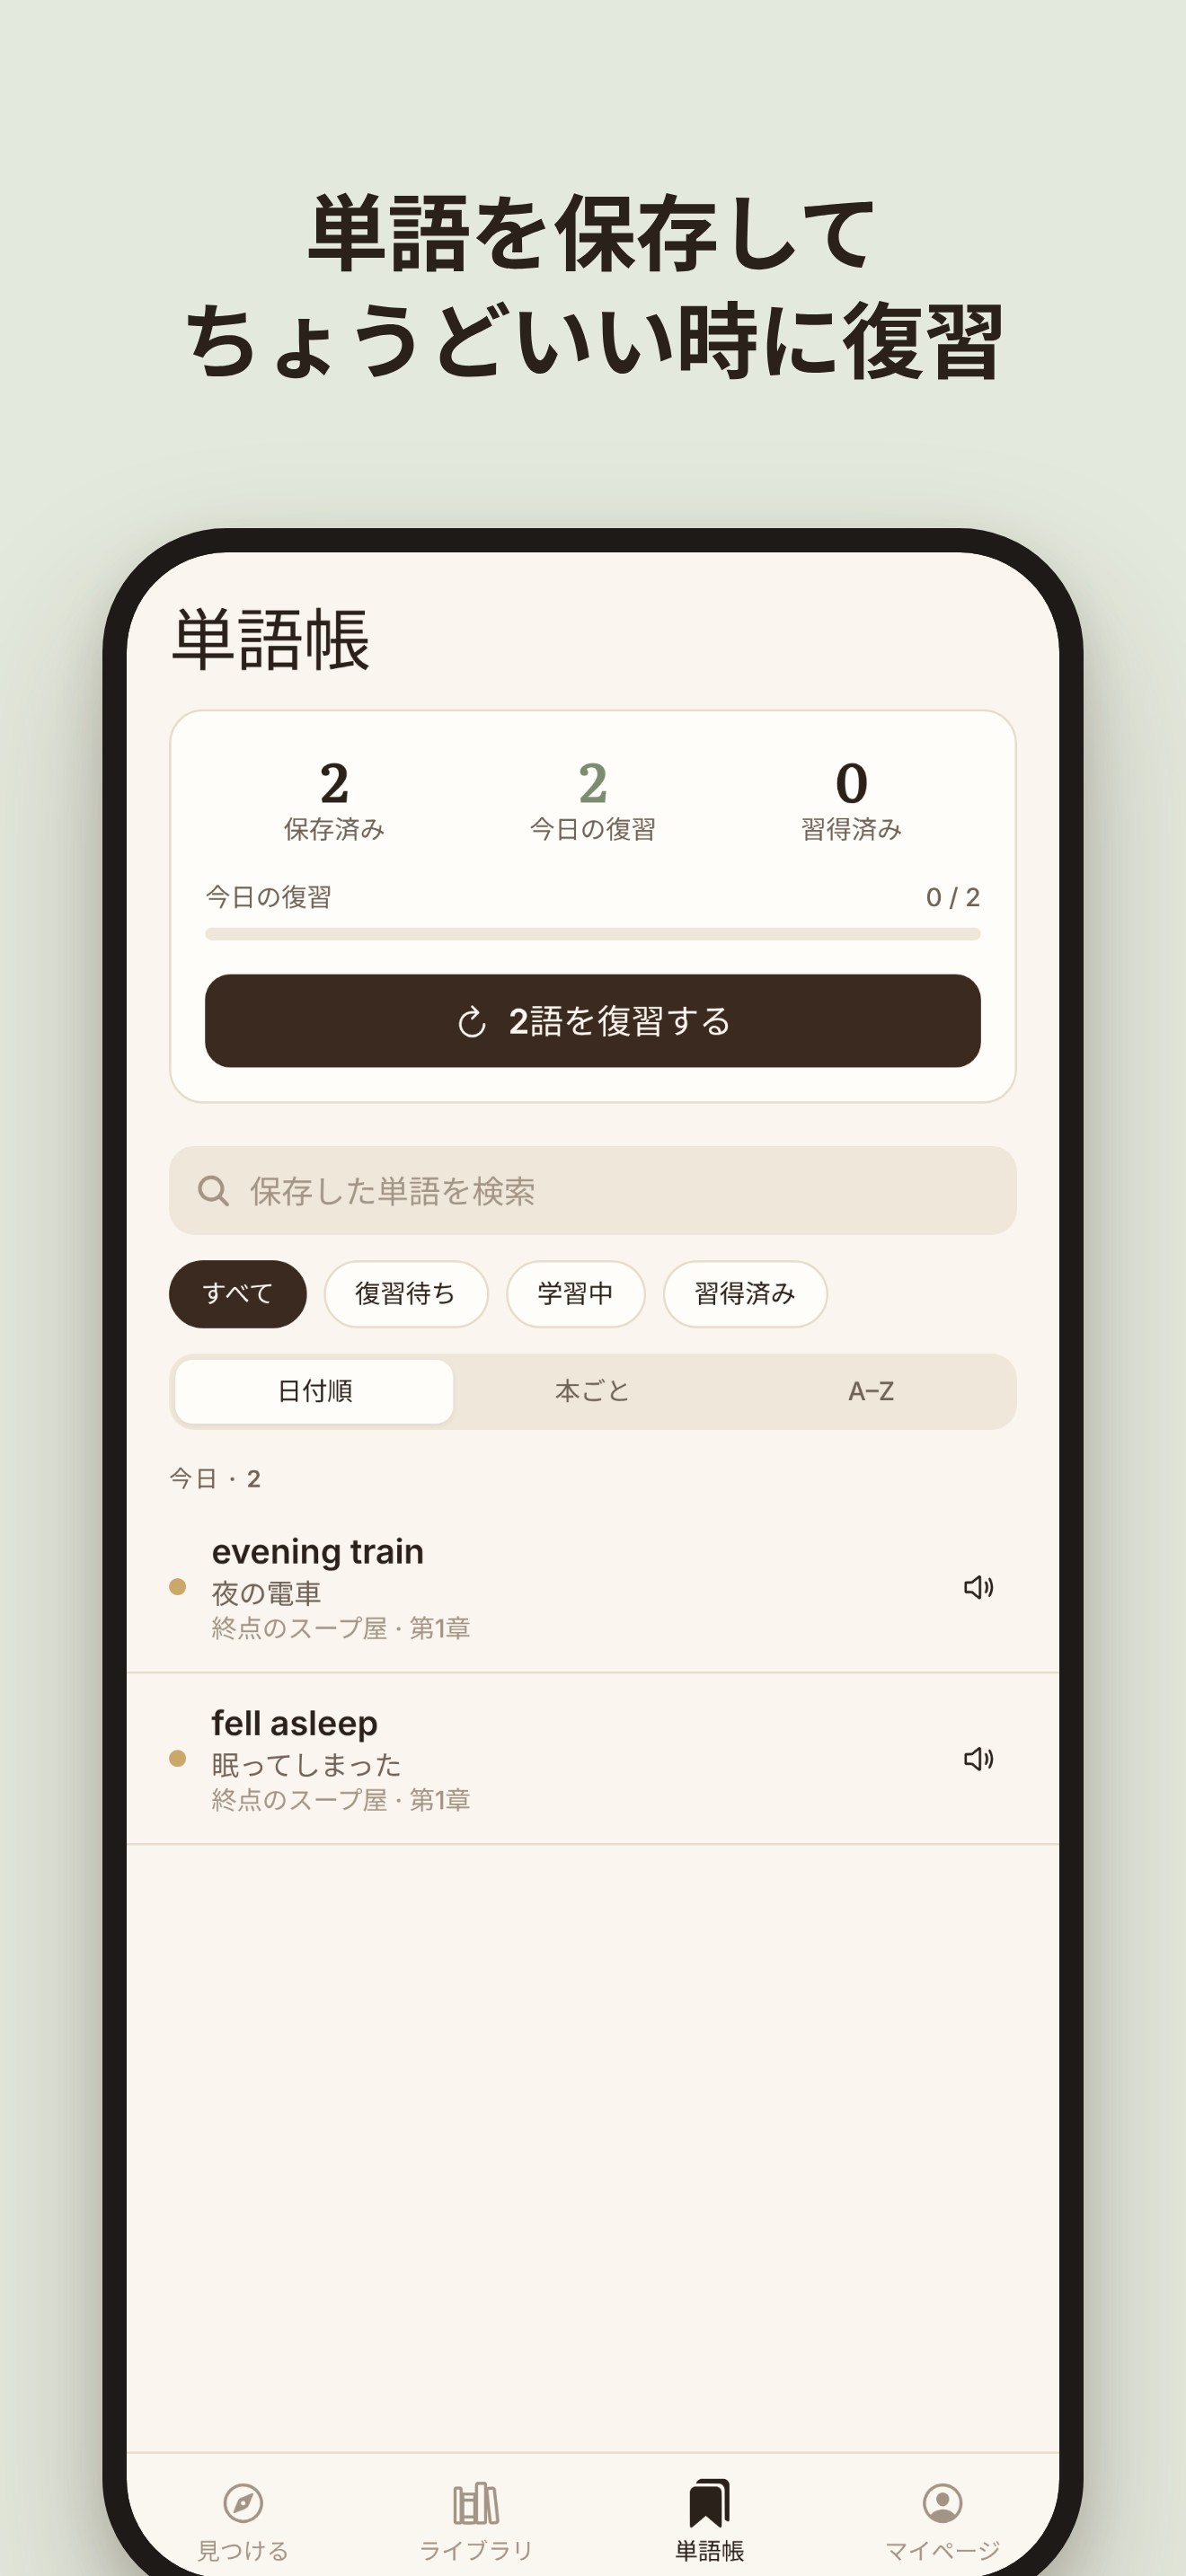 単語を保存して
ちょうどいい時に復習
単語帳
2 2 0
保存済み 今日の復習 習得済み
今日の復習 0 / 2
2語を復習する
保存した単語を検索
すべて 復習待ち 学習中 習得済み
日付順 本ごと A–Z
今日 · 2
evening train
夜の電車
終点のスープ屋 · 第1章
fell asleep
眠ってしまった
終点のスープ屋 · 第1章
見つける ライブラリ 単語帳 マイページ